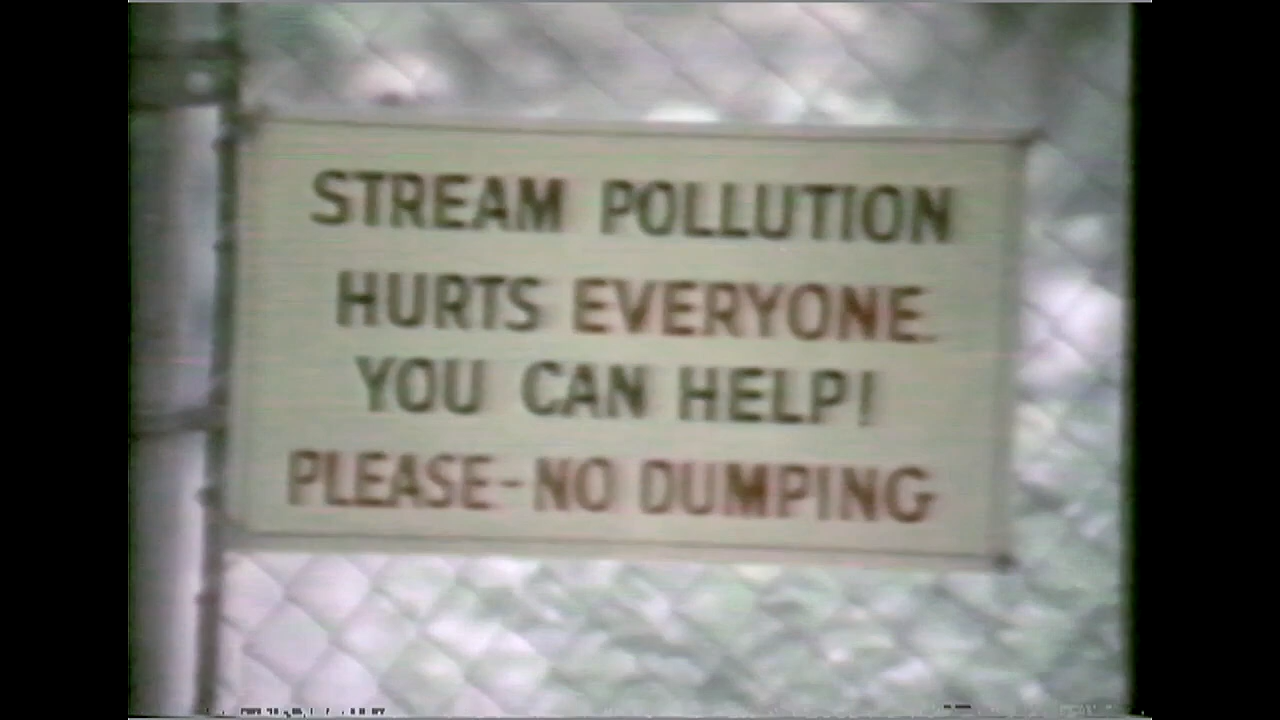 STREAM POLLUTION
HURTS EVERYONE.
YOU CAN HELP!
PLEASE-NO DUMPING